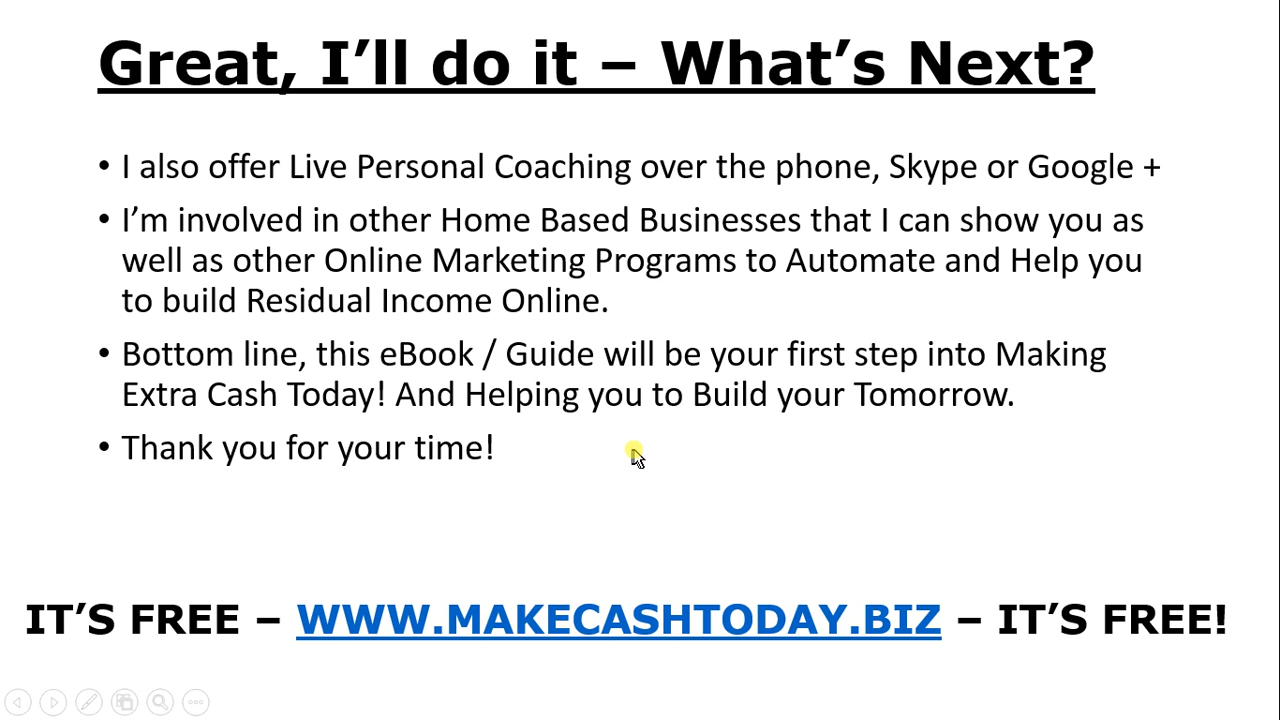 Great, I’ll do it – What’s Next?
• I also offer Live Personal Coaching over the phone, Skype or Google +
• I’m involved in other Home Based Businesses that I can show you as
well as other Online Marketing Programs to Automate and Help you
to build Residual Income Online.
• Bottom line, this eBook / Guide will be your first step into Making
Extra Cash Today! And Helping you to Build your Tomorrow.
• Thank you for your time!
IT’S FREE – WWW.MAKECASHTODAY.BIZ – IT’S FREE!